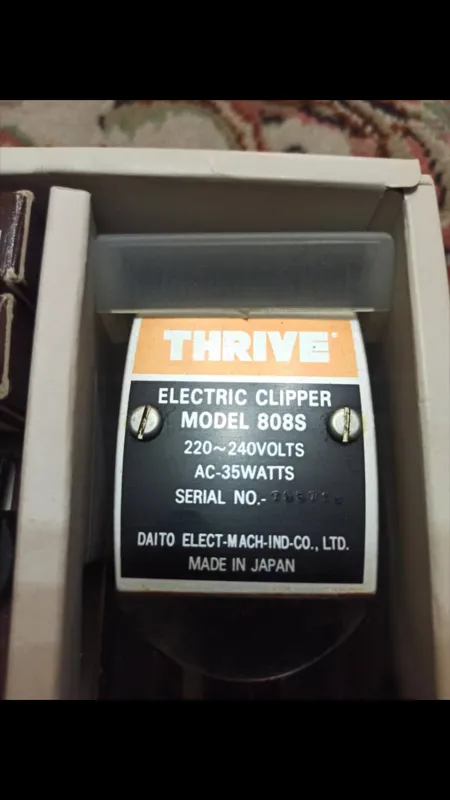 THRIVE®
ELECTRIC CLIPPER
MODEL 808S
220~240VOLTS
AC-35WATTS
SERIAL NO.-
DAITO ELECT-MACH-IND-CO., LTD.
MADE IN JAPAN